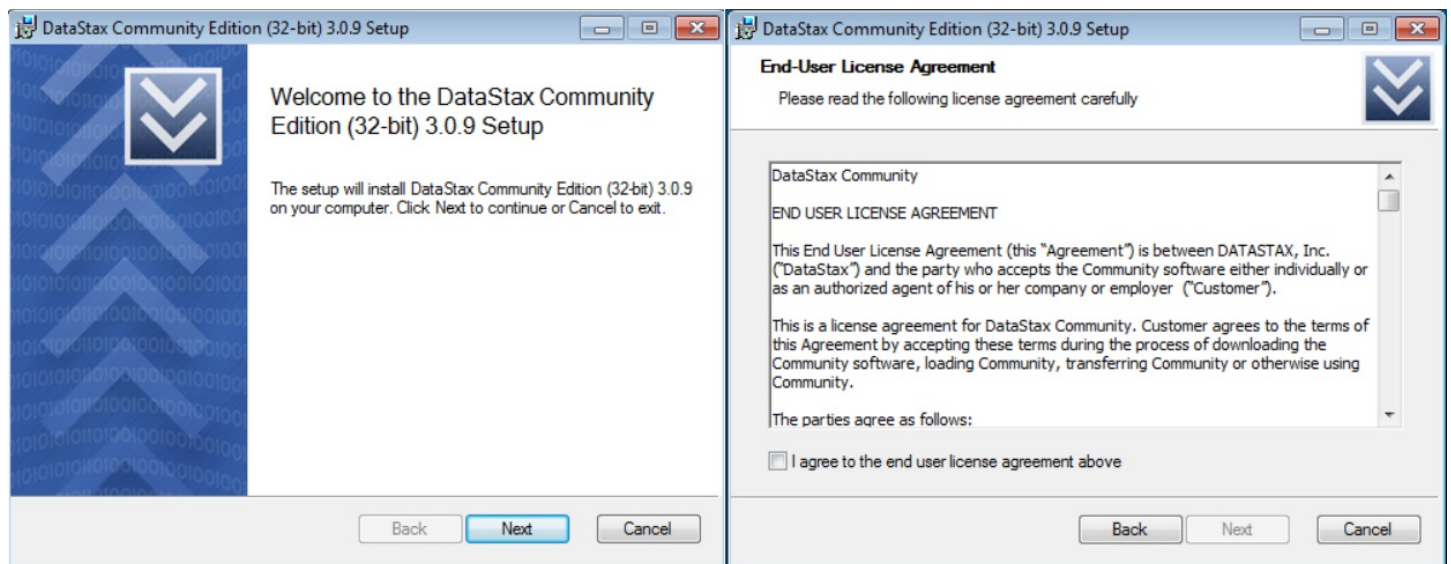 DataStax Community Edition (32-bit) 3.0.9 Setup
Welcome to the DataStax Community
Edition (32-bit) 3.0.9 Setup
The setup will install DataStax Community Edition (32-bit) 3.0.9
on your computer. Click Next to continue or Cancel to exit.
Back Next Cancel
DataStax Community Edition (32-bit) 3.0.9 Setup
End-User License Agreement
Please read the following license agreement carefully
DataStax Community
END USER LICENSE AGREEMENT
This End User License Agreement (this “Agreement”) is between DATASTAX, Inc.
(“DataStax”) and the party who accepts the Community software either individually or
as an authorized agent of his or her company or employer (“Customer”).
This is a license agreement for DataStax Community. Customer agrees to the terms of
this Agreement by accepting these terms during the process of downloading the
Community software, loading Community, transferring Community or otherwise using
Community.
The parties agree as follows:
I agree to the end user license agreement above
Back Next Cancel